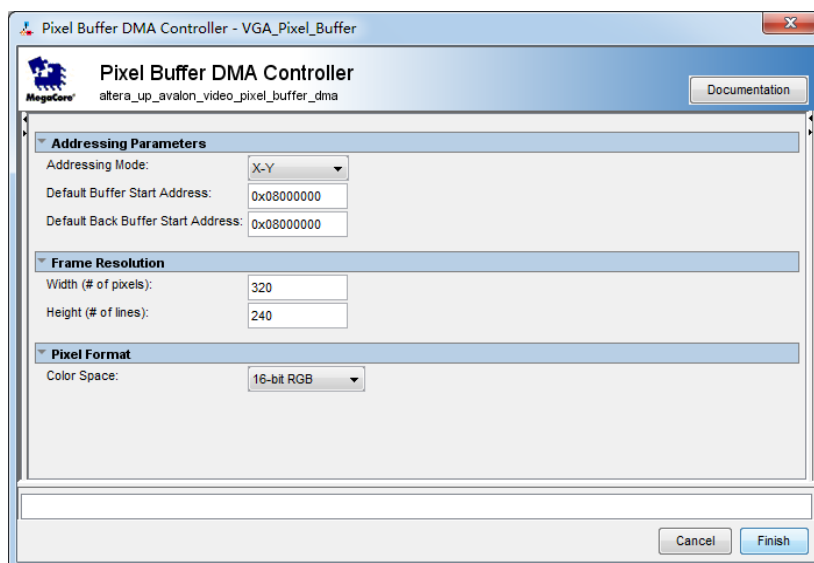 Pixel Buffer DMA Controller - VGA_Pixel_Buffer
MegaCore®
Pixel Buffer DMA Controller
altera_up_avalon_video_pixel_buffer_dma
Documentation
Addressing Parameters
Addressing Mode: X-Y
Default Buffer Start Address: 0x08000000
Default Back Buffer Start Address: 0x08000000
Frame Resolution
Width (# of pixels): 320
Height (# of lines): 240
Pixel Format
Color Space: 16-bit RGB
Cancel Finish